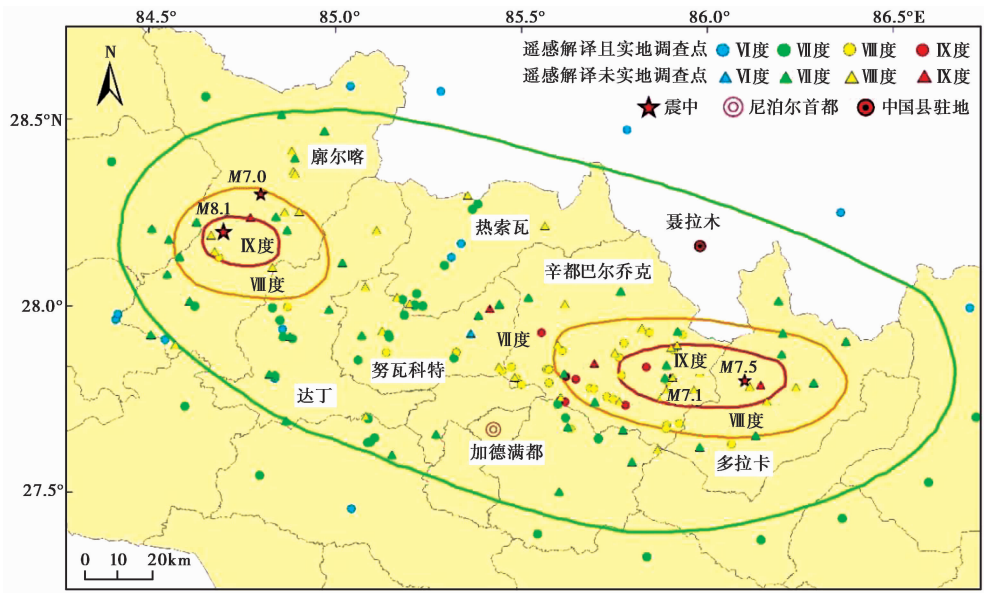 84.5° 85.0° 85.5° 86.0° 86.5°E
N
遥感解译且实地调查点 Ⅵ度 Ⅶ度 Ⅷ度 Ⅸ度
遥感解译未实地调查点 Ⅵ度 Ⅶ度 Ⅷ度 Ⅸ度
震中 尼泊尔首都 中国县驻地
28.5°N
廓尔喀
M7.0
M8.1
热索瓦
聂拉木
Ⅸ度
辛都巴尔乔克
Ⅷ度
28.0°
Ⅶ度
努瓦科特
Ⅸ度
M7.5
M7.1
达丁
Ⅷ度
加德满都
多拉卡
27.5°
0 10 20km